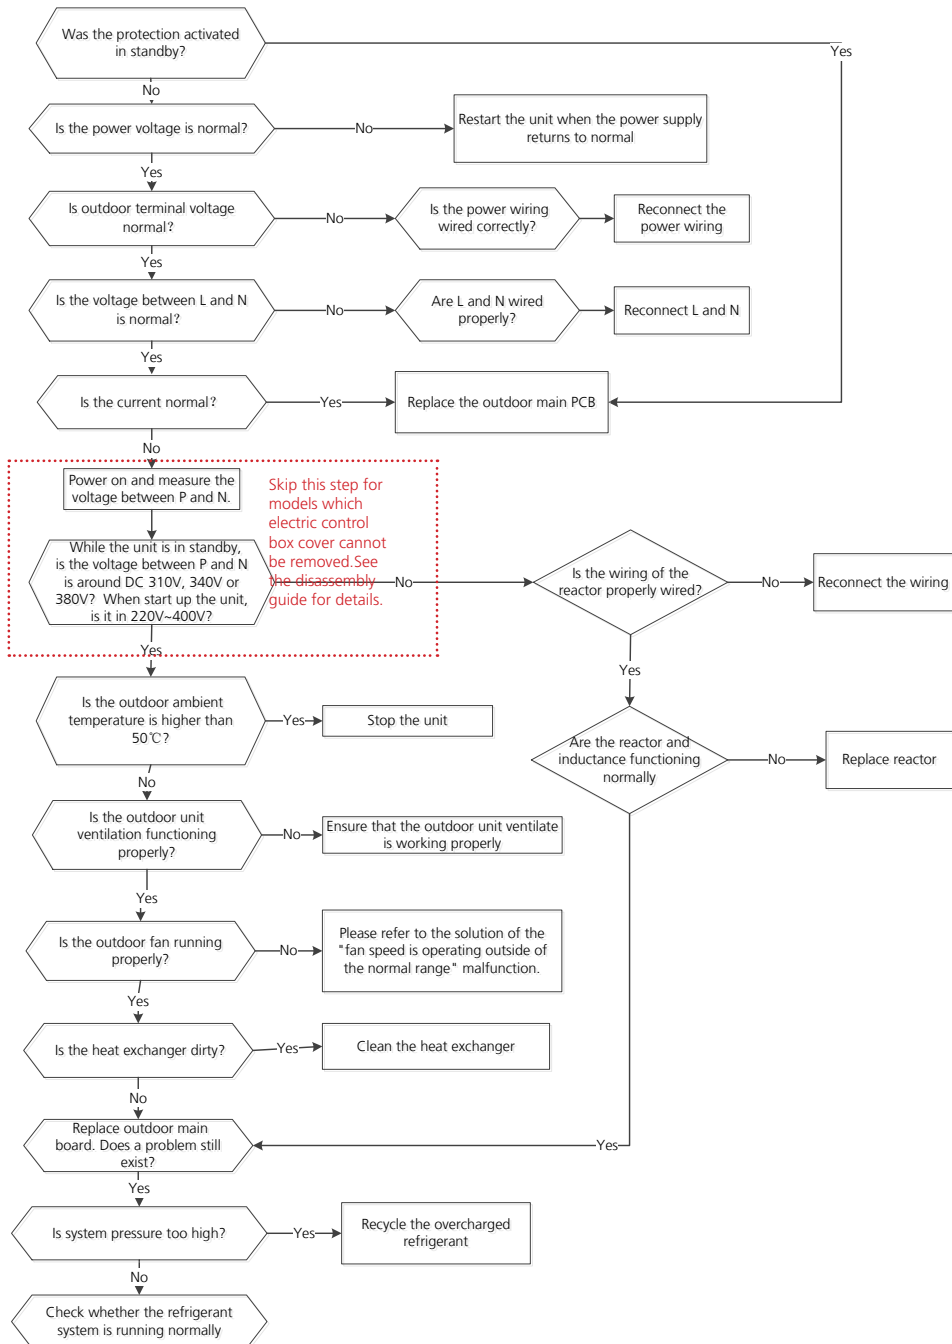 Was the protection activated
in standby?
Yes
No
Is the power voltage is normal?
No
Restart the unit when the power supply
returns to normal
Yes
Is outdoor terminal voltage
normal?
No
Is the power wiring
wired correctly?
Reconnect the
power wiring
Yes
Is the voltage between L and N
is normal?
No
Are L and N wired
properly?
Reconnect L and N
Yes
Is the current normal?
Yes
Replace the outdoor main PCB
No
Power on and measure the
voltage between P and N.
Skip this step for
models which
electric control
box cover cannot
be removed.See
the disassembly
guide for details.
While the unit is in standby,
is the voltage between P and N
is around DC 310V, 340V or
380V? When start up the unit,
is it in 220V~400V?
No
Is the wiring of the
reactor properly wired?
No
Reconnect the wiring
Yes
Yes
Is the outdoor ambient
temperature is higher than
50℃?
Yes
Stop the unit
Are the reactor and
inductance functioning
normally
No
Replace reactor
No
Is the outdoor unit
ventilation functioning
properly?
No
Ensure that the outdoor unit ventilate
is working properly
Yes
Is the outdoor fan running
properly?
No
Please refer to the solution of the
"fan speed is operating outside of
the normal range" malfunction.
Yes
Is the heat exchanger dirty?
Yes
Clean the heat exchanger
No
Replace outdoor main
board. Does a problem still
exist?
Yes
Yes
Is system pressure too high?
Yes
Recycle the overcharged
refrigerant
No
Check whether the refrigerant
system is running normally